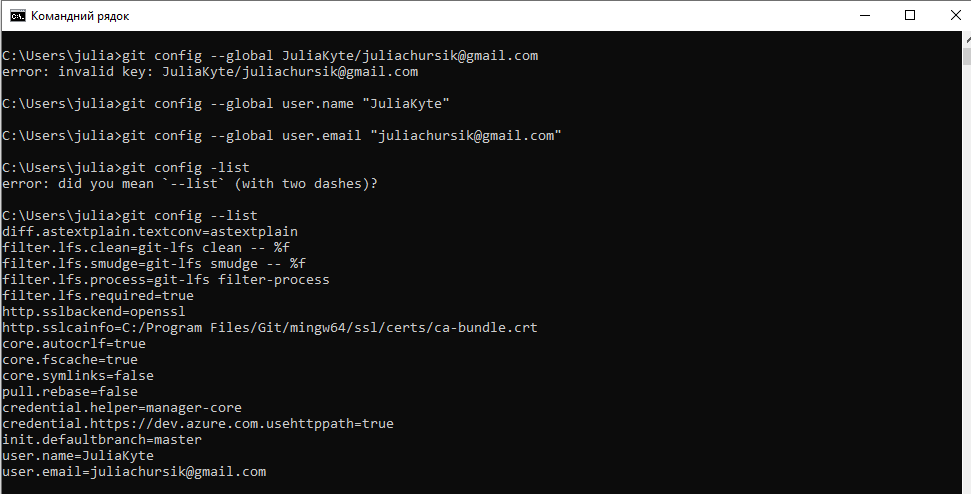 Командний рядок
C:\Users\julia>git config --global JuliaKyte/juliachursik@gmail.com
error: invalid key: JuliaKyte/juliachursik@gmail.com
C:\Users\julia>git config --global user.name "JuliaKyte"
C:\Users\julia>git config --global user.email "juliachursik@gmail.com"
C:\Users\julia>git config -list
error: did you mean `--list` (with two dashes)?
C:\Users\julia>git config --list
diff.astextplain.textconv=astextplain
filter.lfs.clean=git-lfs clean -- %f
filter.lfs.smudge=git-lfs smudge -- %f
filter.lfs.process=git-lfs filter-process
filter.lfs.required=true
http.sslbackend=openssl
http.sslcainfo=C:/Program Files/Git/mingw64/ssl/certs/ca-bundle.crt
core.autocrlf=true
core.fscache=true
core.symlinks=false
pull.rebase=false
credential.helper=manager-core
credential.https://dev.azure.com.usehttppath=true
init.defaultbranch=master
user.name=JuliaKyte
user.email=juliachursik@gmail.com